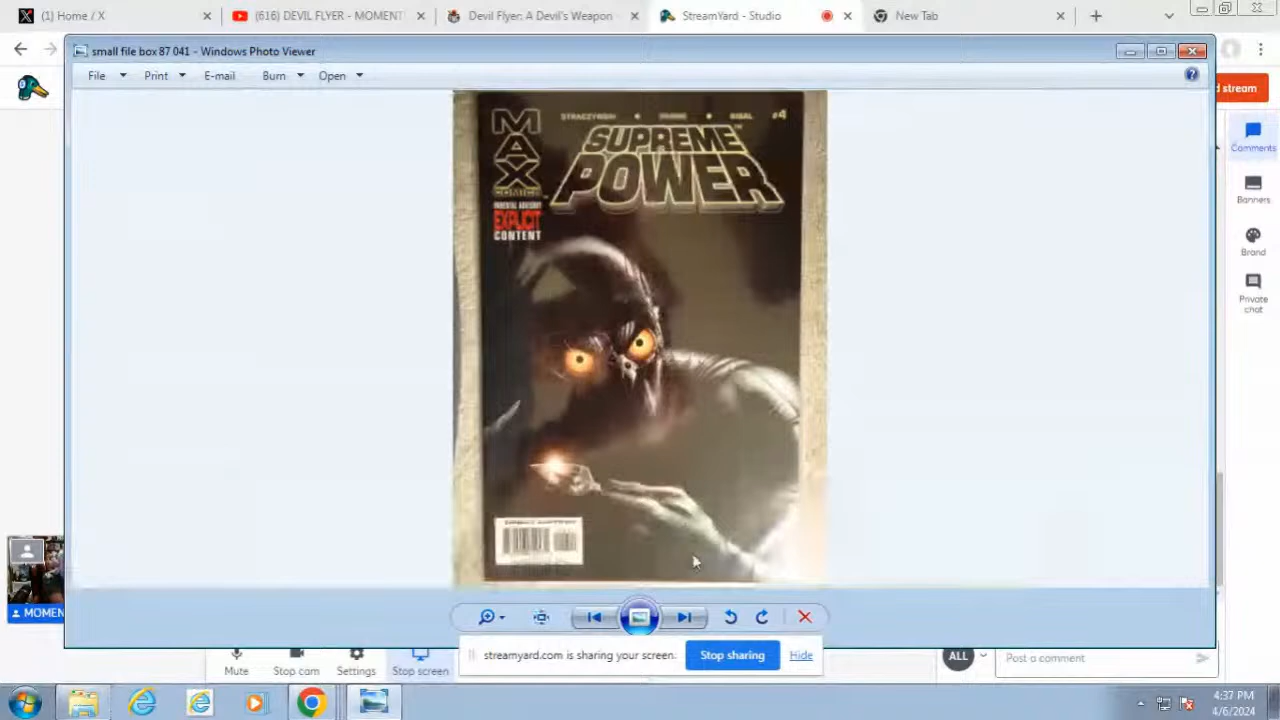 (1) Home / X
(616) DEVIL FLYER - MOMENT
Devil Flyer: A Devil's Weapon
StreamYard - Studio
New Tab
small file box 87 041 - Windows Photo Viewer
File
Print
E-mail
Burn
Open
d stream
MAX
COMICS
PARENTAL ADVISORY
EXPLICIT
CONTENT
STRACZYNSKI
#4
SUPREME
POWER
Comments
Banners
Brand
Private
chat
MOMEN
streamyard.com is sharing your screen.
Stop sharing
Hide
Mute
Stop cam
Settings
Stop screen
ALL
Post a comment
4:37 PM
4/6/2024